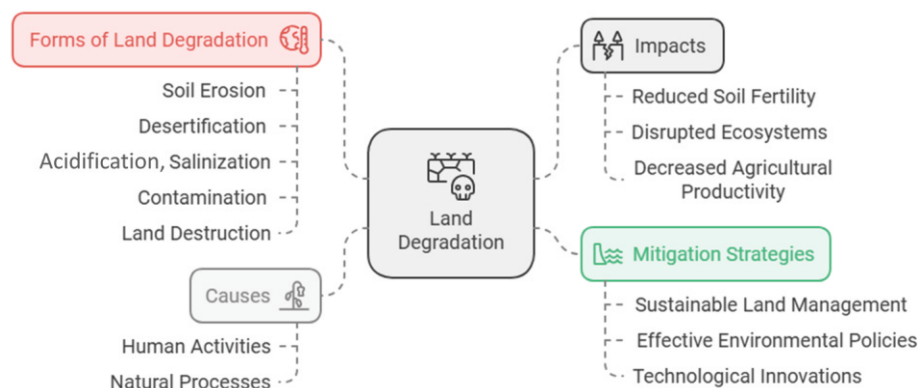 Forms of Land Degradation
Soil Erosion
Desertification
Acidification, Salinization
Contamination
Land Destruction
Causes
Human Activities
Natural Processes
Land
Degradation
Impacts
Reduced Soil Fertility
Disrupted Ecosystems
Decreased Agricultural
Productivity
Mitigation Strategies
Sustainable Land Management
Effective Environmental Policies
Technological Innovations